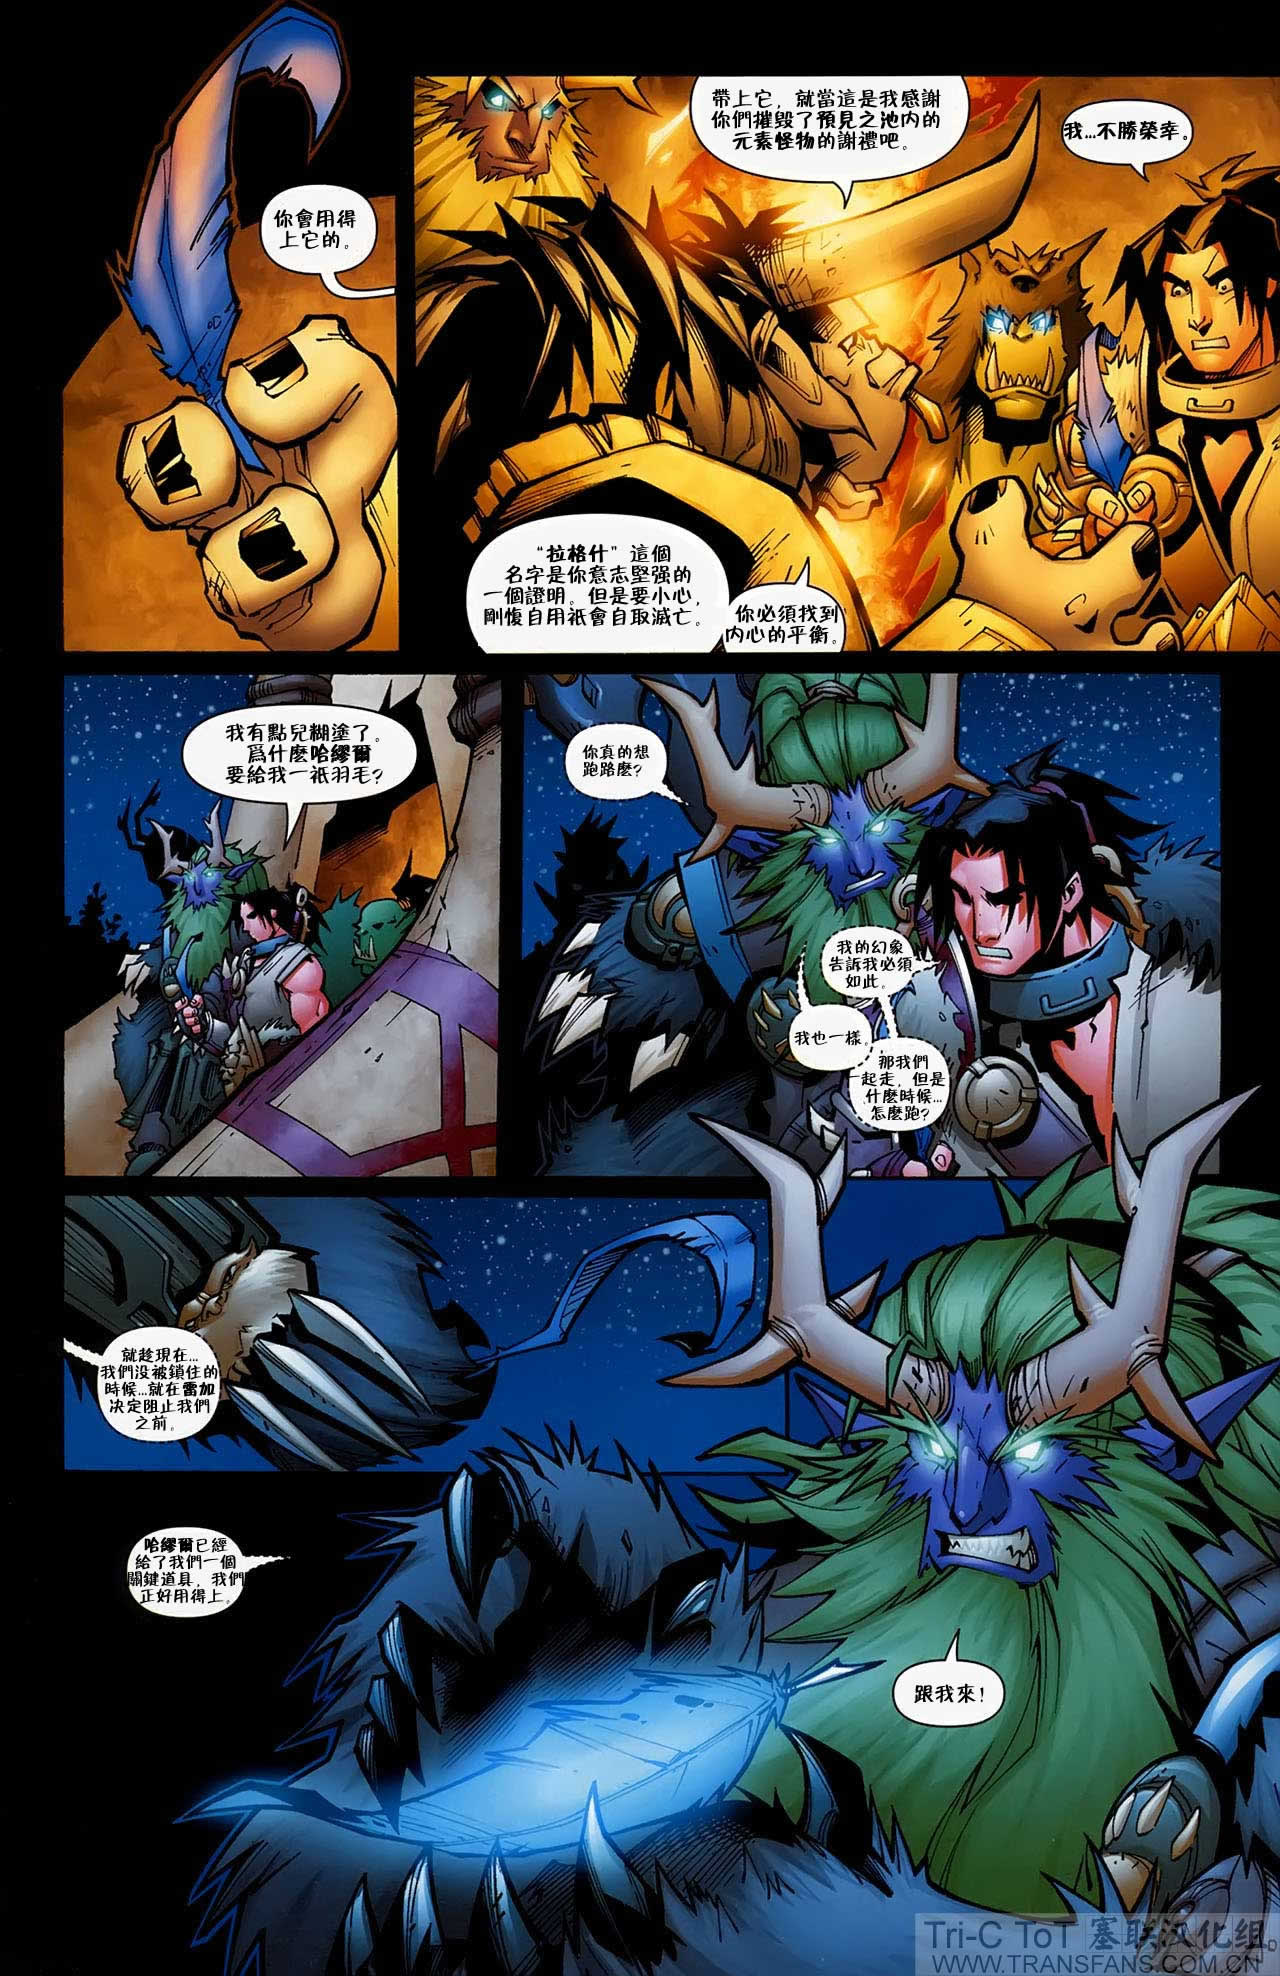 你會用得
上它的。
帶上它，就當這是我感謝
你們摧毀了預見之池内的
元素怪物的謝禮吧。
我...不勝榮幸。
“拉格什”這個
名字是你意志堅强的
一個證明。但是要小心，
剛愎自用衹會自取滅亡。
你必須找到
内心的平衡。
我有點兒糊塗了。
爲什麽哈繆爾
要給我一衹羽毛？
你真的想
跑路麽？
我的幻象
告訴我必須
如此。
我也一樣。
那我們
一起走，但是
什麽時候...
怎麽跑？
就趁現在...
我們没被鎖住的
時候...就在雷加
决定阻止我們
之前。
哈繆爾已經
給了我們一個
關鍵道具，我們
正好用得上。
跟我來！
Tri-C ToT 塞联汉化组。
WWW.TRANSFANS.COM.CN